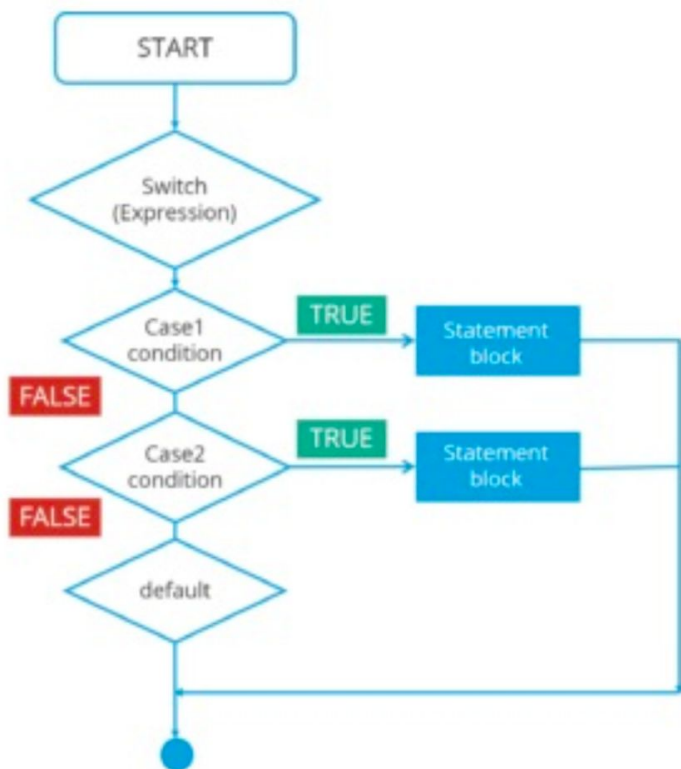 START
Switch
(Expression)
Case1
condition
TRUE
Statement
block
FALSE
Case2
condition
TRUE
Statement
block
FALSE
default